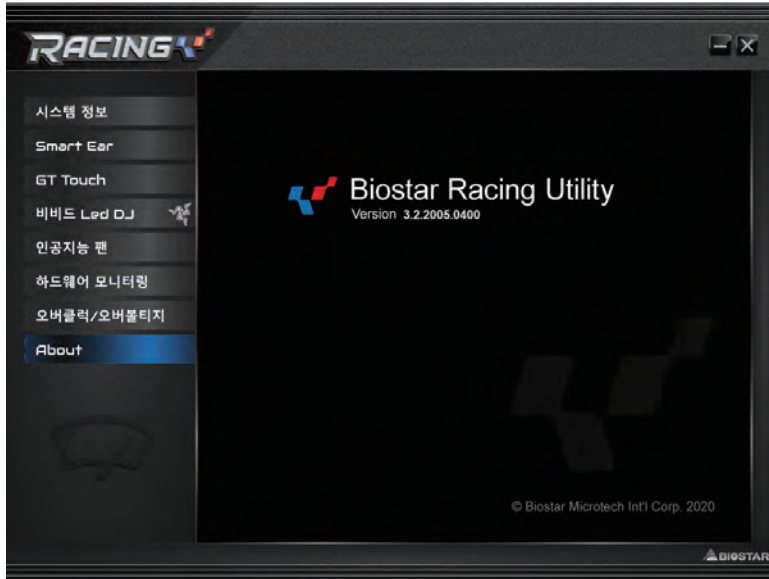 RACING
시스템 정보
Smart Ear
GT Touch
비비드 Led DJ
인공지능 팬
하드웨어 모니터링
오버클럭/오버볼티지
About
Biostar Racing Utility
Version 3.2.2005.0400
© Biostar Microtech Int'l Corp. 2020
BIOSTAR